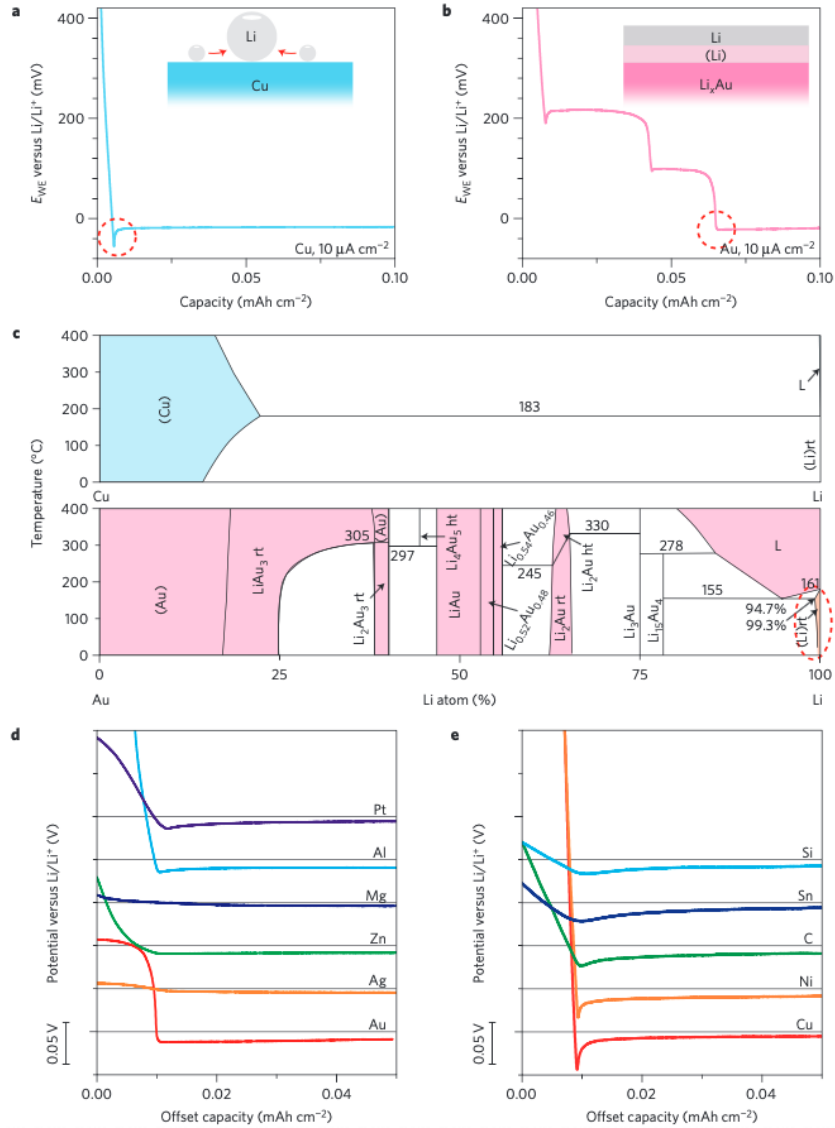 a
b
400
200
0
E_WE versus Li/Li⁺ (mV)
Li
Cu
Cu, 10 μA cm⁻²
0.00
0.05
0.10
Capacity (mAh cm⁻²)
400
200
0
E_WE versus Li/Li⁺ (mV)
Li
(Li)
LiₓAu
Au, 10 μA cm⁻²
0.00
0.05
0.10
Capacity (mAh cm⁻²)
c
Temperature (°C)
400
300
200
100
0
(Cu)
183
L
(Li)rt
Cu
Li
400
300
200
100
0
(Au)
LiAu₃ rt
305
(Au)
Li₂Au₃ rt
297
Li₄Au₅ ht
LiAu
Li₀.₅₄Au₀.₄₆
Li₀.₅₂Au₀.₄₈
245
Li₂Au rt
Li₂Au ht
330
Li₃Au
Li₁₅Au₄
278
155
L
161
94.7%
99.3%
(Li)rt
0
25
50
75
100
Au
Li atom (%)
Li
d
Potential versus Li/Li⁺ (V)
0.05 V
Pt
Al
Mg
Zn
Ag
Au
0.00
0.02
0.04
Offset capacity (mAh cm⁻²)
e
Potential versus Li/Li⁺ (V)
0.05 V
Si
Sn
C
Ni
Cu
0.00
0.02
0.04
Offset capacity (mAh cm⁻²)